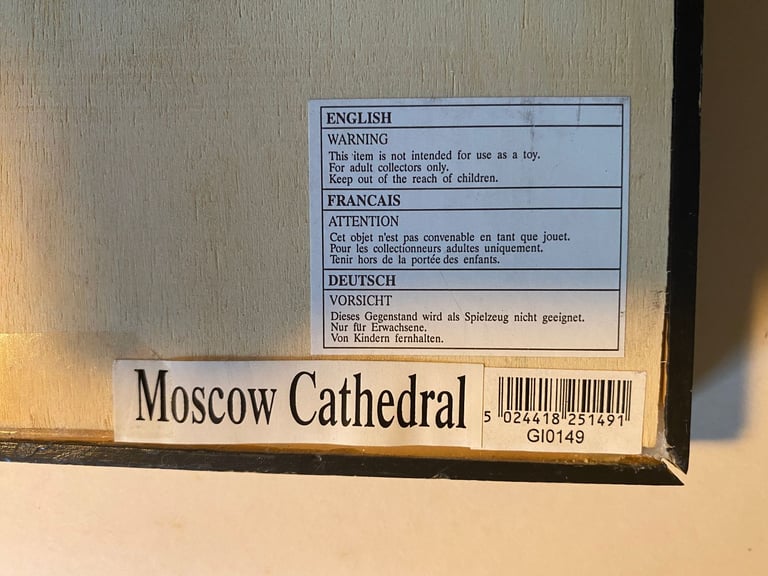 ENGLISH
WARNING
This item is not intended for use as a toy.
For adult collectors only.
Keep out of the reach of children.
FRANCAIS
ATTENTION
Cet objet n'est pas convenable en tant que jouet.
Pour les collectionneurs adultes uniquement.
Tenir hors de la portée des enfants.
DEUTSCH
VORSICHT
Dieses Gegenstand wird als Spielzeug nicht geeignet.
Nur für Erwachsene.
Von Kindern fernhalten.
Moscow Cathedral
5 024418 251491
GI0149